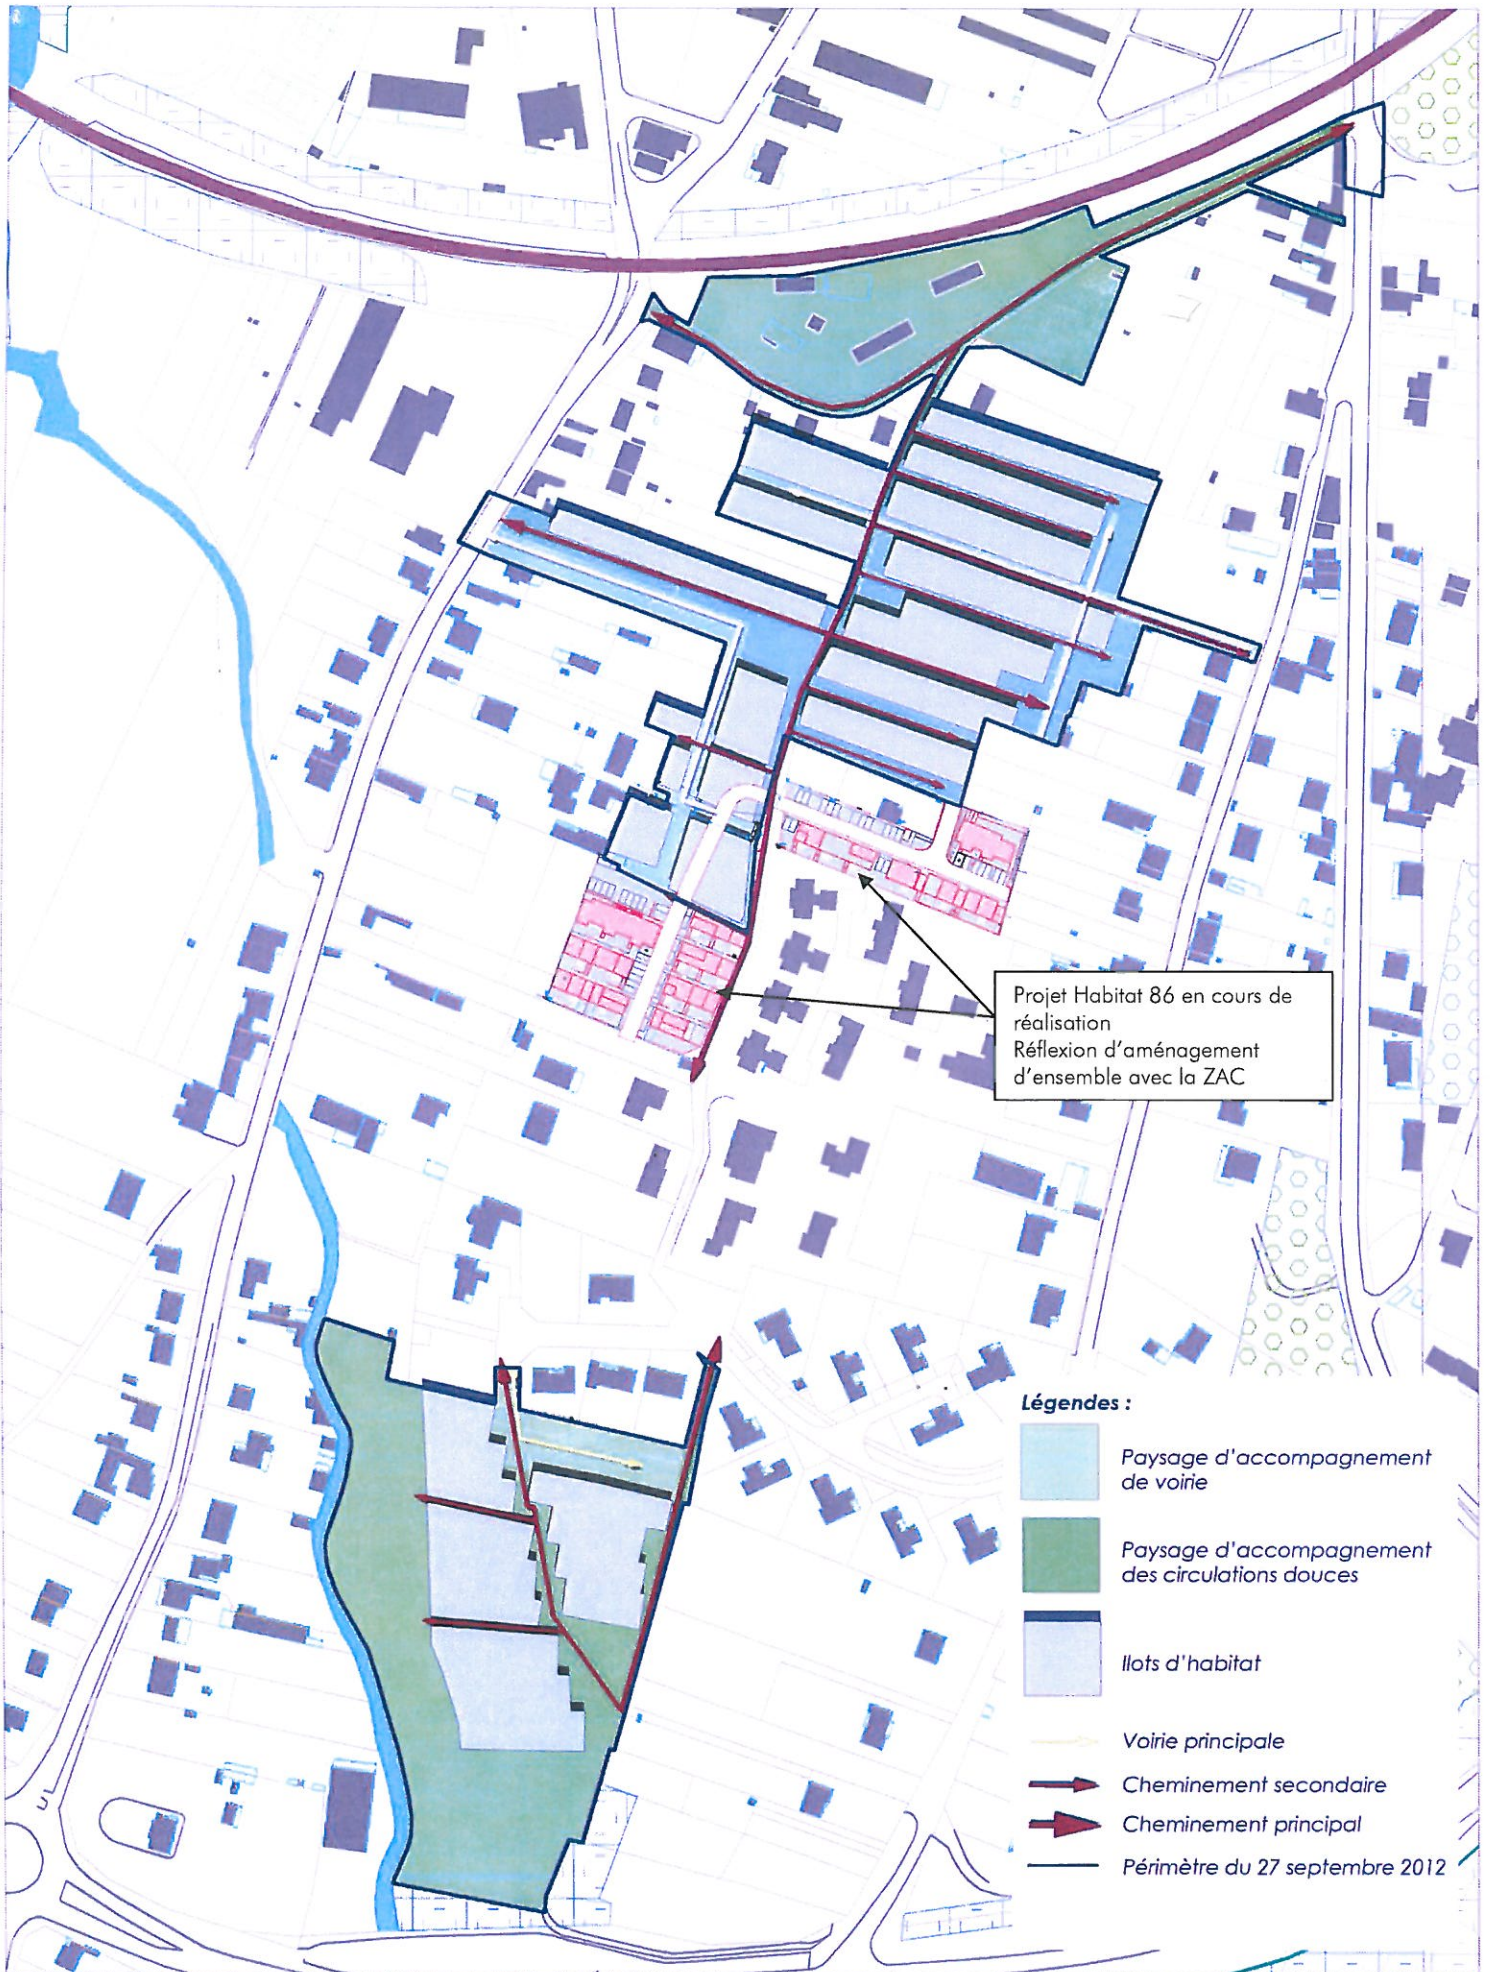 Projet Habitat 86 en cours de
réalisation
Réflexion d'aménagement
d'ensemble avec la ZAC
Légendes :
Paysage d'accompagnement
de voirie
Paysage d'accompagnement
des circulations douces
Ilots d'habitat
Voirie principale
Cheminement secondaire
Cheminement principal
Périmètre du 27 septembre 2012